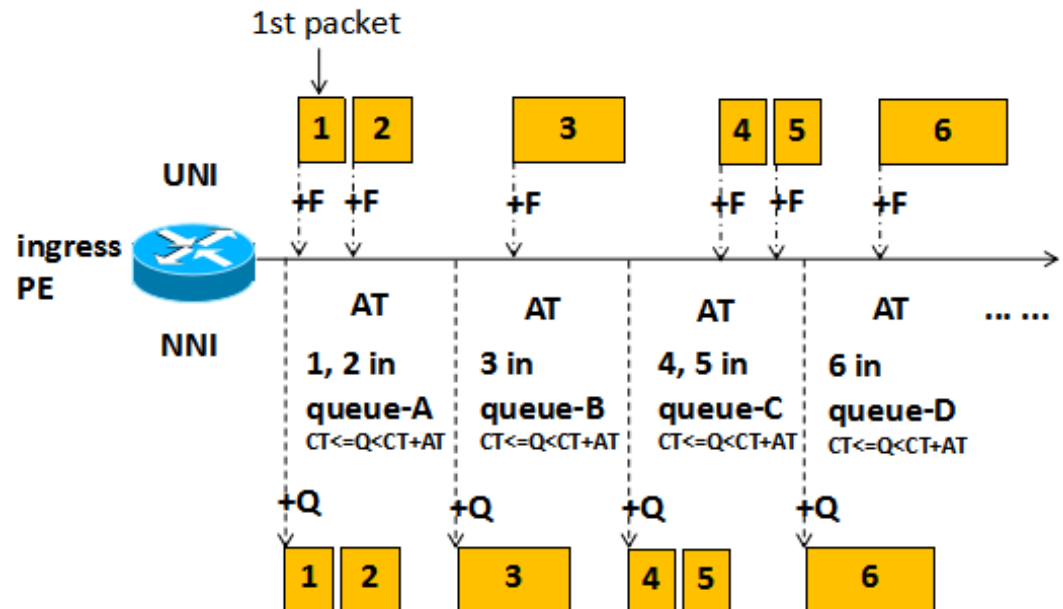 1st packet
1 2 3 4 5 6
UNI
+F +F +F +F +F +F
ingress
PE
NNI
AT AT AT AT ... ...
1, 2 in 3 in 4, 5 in 6 in
queue-A queue-B queue-C queue-D
CT<=Q<CT+AT CT<=Q<CT+AT CT<=Q<CT+AT CT<=Q<CT+AT
+Q +Q +Q +Q
1 2 3 4 5 6